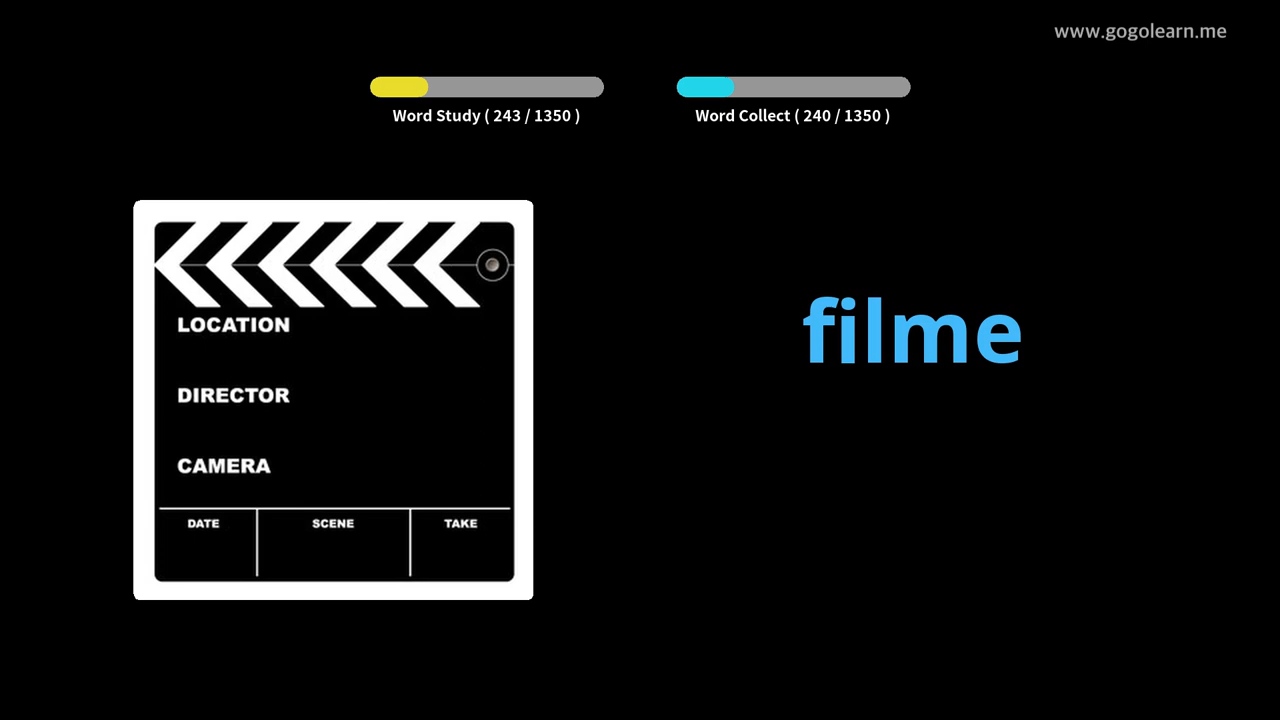 www.gogolearn.me
Word Study ( 243 / 1350 )
Word Collect ( 240 / 1350 )
LOCATION
DIRECTOR
CAMERA
DATE
SCENE
TAKE
filme